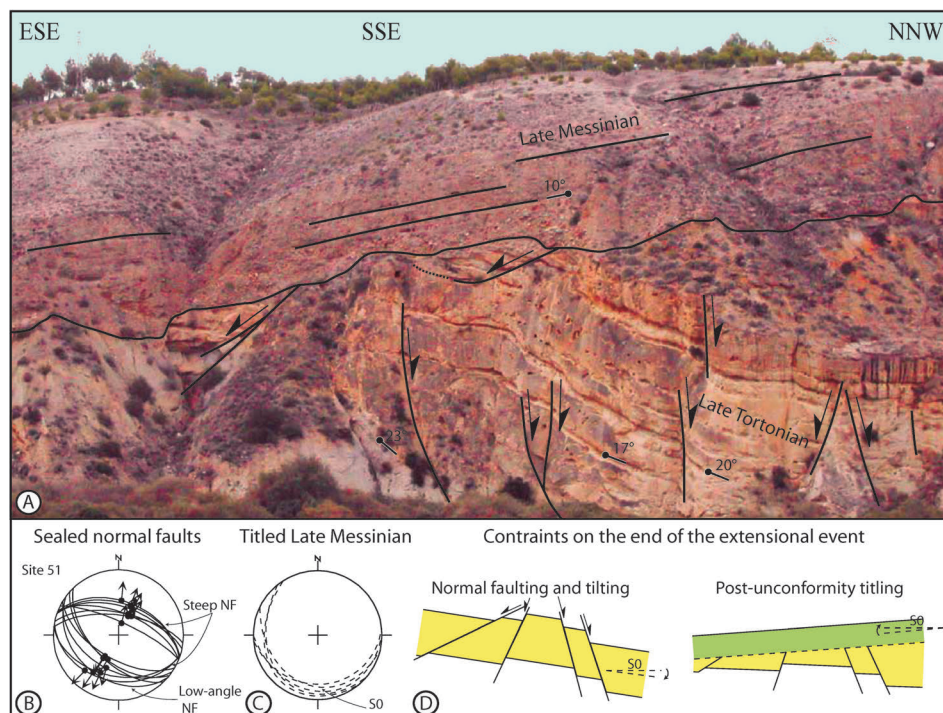 ESE SSE NNW
Late Messinian
10°
Late Tortonian
23
17°
20°
A
Sealed normal faults
Titled Late Messinian
Contraints on the end of the extensional event
Site 51
N
Steep NF
Low-angle
NF
B
N
S0
C
Normal faulting and tilting
Post-unconformity titling
S0
S0
D